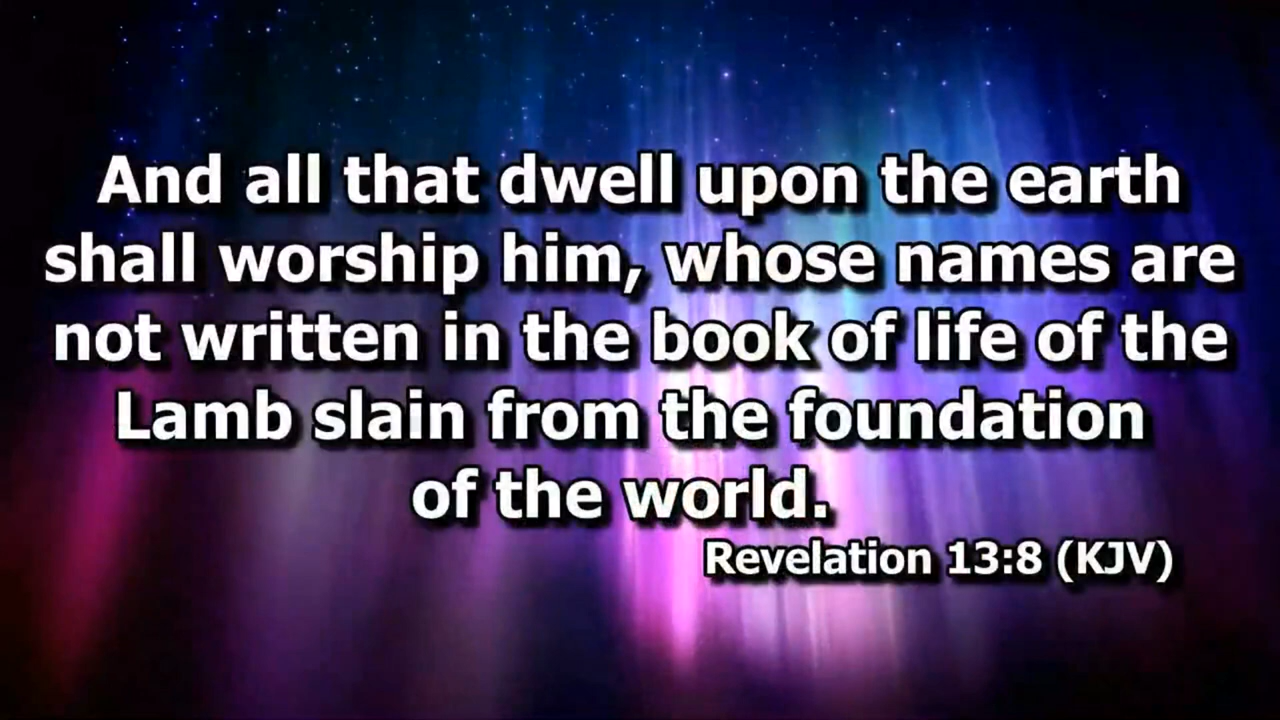 And all that dwell upon the earth
shall worship him, whose names are
not written in the book of life of the
Lamb slain from the foundation
of the world.
Revelation 13:8 (KJV)